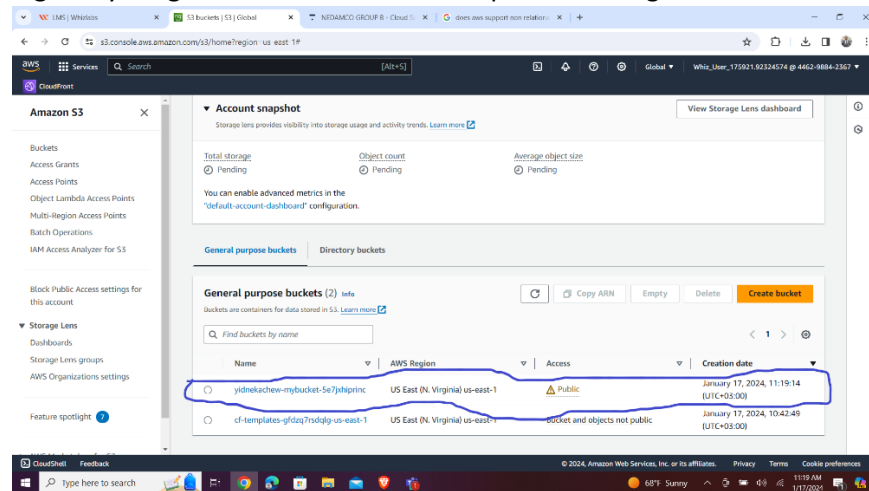 LMS | Whizlabs
S3 buckets | S3 | Global
NEDAMCO GROUP B - Cloud S
does aws support non relationa
s3.console.aws.amazon.com/s3/home?region=us-east-1#
aws
Services
Search
[Alt+S]
Global
Whiz_User_175921.92324574 @ 4462-9884-2367
CloudFront
Amazon S3
Buckets
Access Grants
Access Points
Object Lambda Access Points
Multi-Region Access Points
Batch Operations
IAM Access Analyzer for S3
Block Public Access settings for
this account
Storage Lens
Dashboards
Storage Lens groups
AWS Organizations settings
Feature spotlight 7
Account snapshot
View Storage Lens dashboard
Storage lens provides visibility into storage usage and activity trends. Learn more
Total storage
Pending
Object count
Pending
Average object size
Pending
You can enable advanced metrics in the
"default-account-dashboard" configuration.
General purpose buckets
Directory buckets
General purpose buckets (2) Info
Buckets are containers for data stored in S3. Learn more
Copy ARN
Empty
Delete
Create bucket
Find buckets by name
1
Name
AWS Region
Access
Creation date
yidnekachew-mybucket-5e7jxhiprinc
US East (N. Virginia) us-east-1
Public
January 17, 2024, 11:19:14
(UTC+03:00)
cf-templates-gfdzq7rsdqlg-us-east-1
US East (N. Virginia) us-east-1
Bucket and objects not public
January 17, 2024, 10:42:49
(UTC+03:00)
CloudShell
Feedback
© 2024, Amazon Web Services, Inc. or its affiliates.
Privacy
Terms
Cookie preferences
Type here to search
68°F Sunny
11:19 AM
1/17/2024